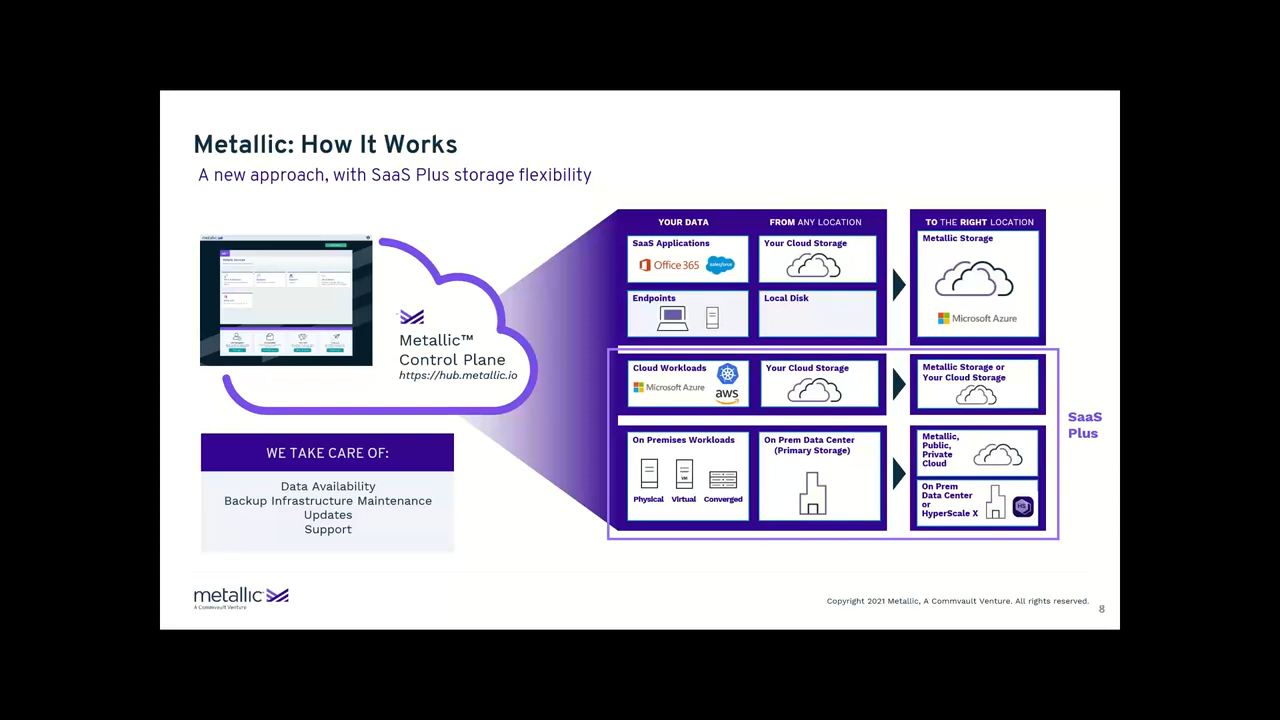 Metallic: How It Works
A new approach, with SaaS Plus storage flexibility
metallic
Metallic™
Control Plane
https://hub.metallic.io
WE TAKE CARE OF:
Data Availability
Backup Infrastructure Maintenance
Updates
Support
YOUR DATA
FROM ANY LOCATION
TO THE RIGHT LOCATION
SaaS Applications
Office 365
salesforce
Your Cloud Storage
Metallic Storage
Microsoft Azure
Endpoints
Local Disk
Cloud Workloads
Microsoft Azure
aws
Your Cloud Storage
Metallic Storage or
Your Cloud Storage
SaaS
Plus
On Premises Workloads
VM
Physical Virtual Converged
On Prem Data Center
(Primary Storage)
Metallic,
Public,
Private
Cloud
On Prem
Data Center
or
HyperScale X
HS
metallic
A Commvault Venture
Copyright 2021 Metallic, A Commvault Venture. All rights reserved.
8